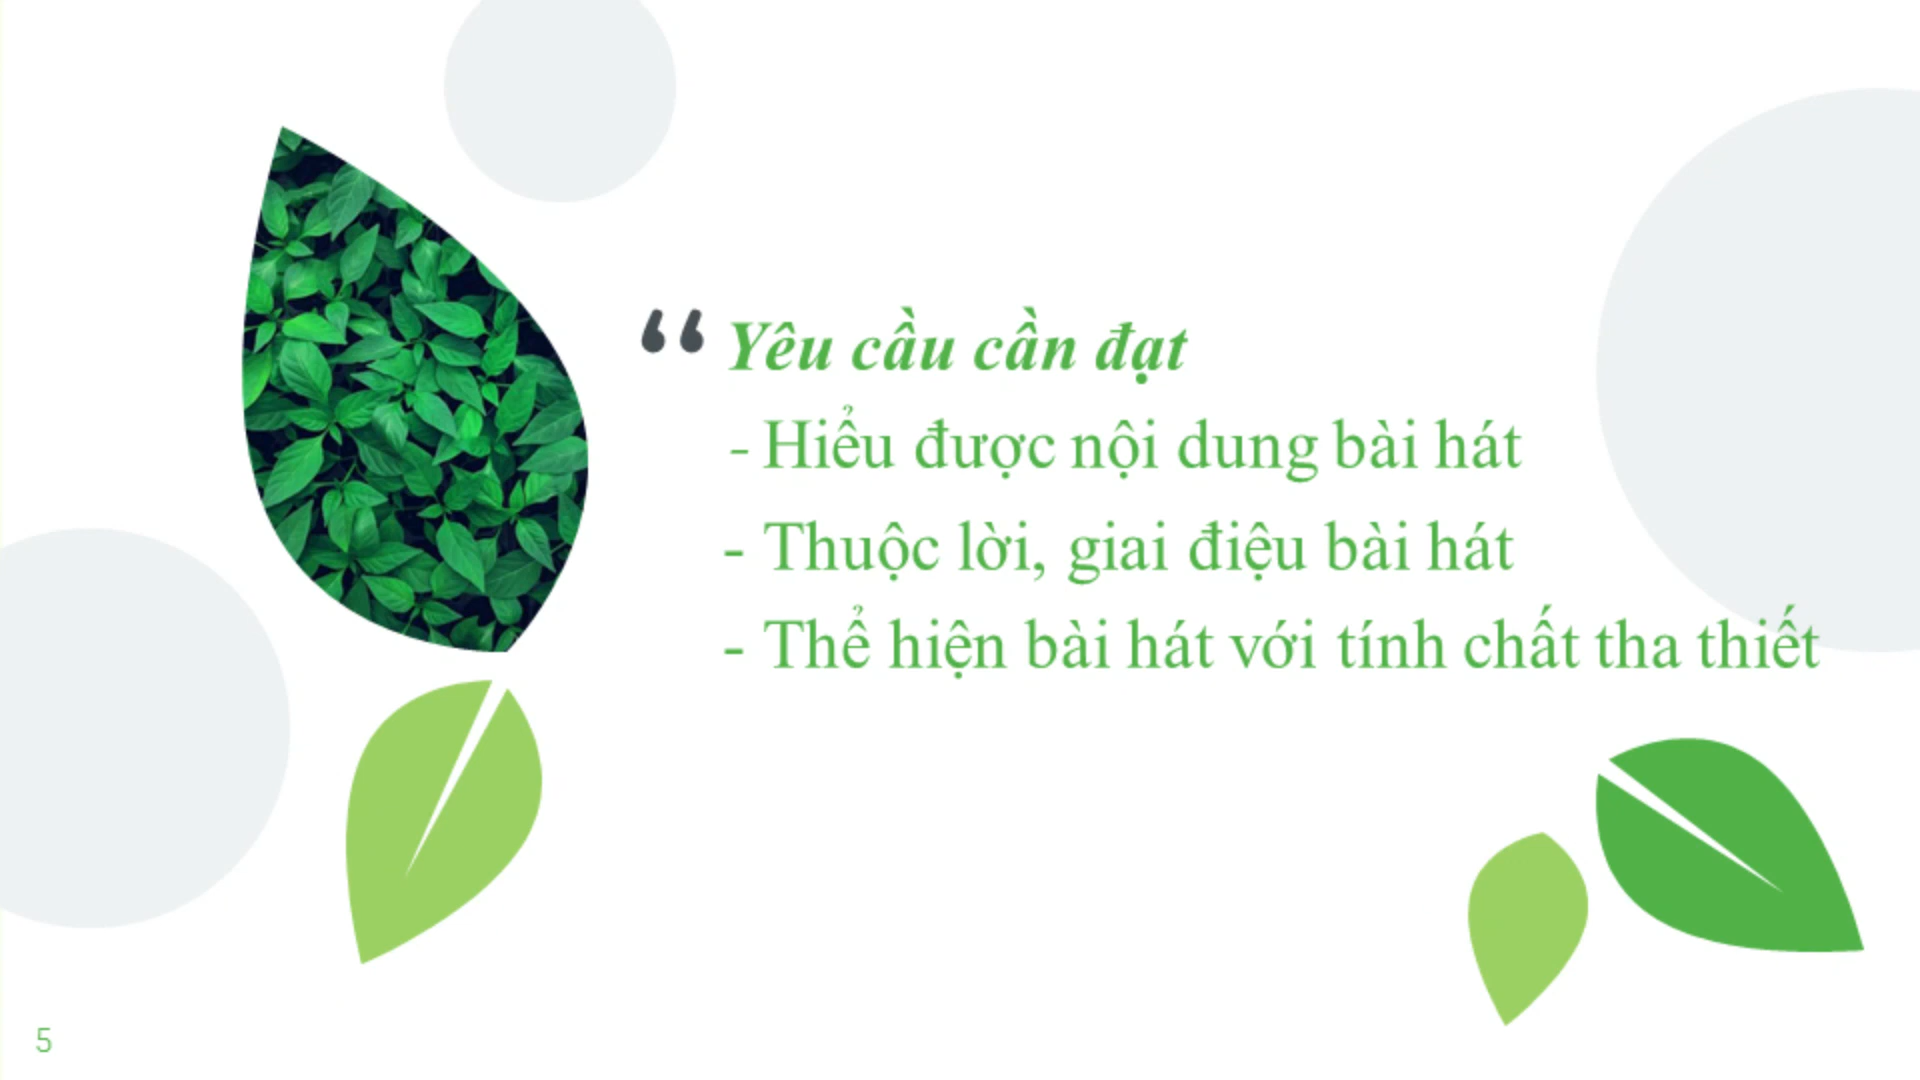 “ Yêu cầu cần đạt
- Hiểu được nội dung bài hát
- Thuộc lời, giai điệu bài hát
- Thể hiện bài hát với tính chất tha thiết
5